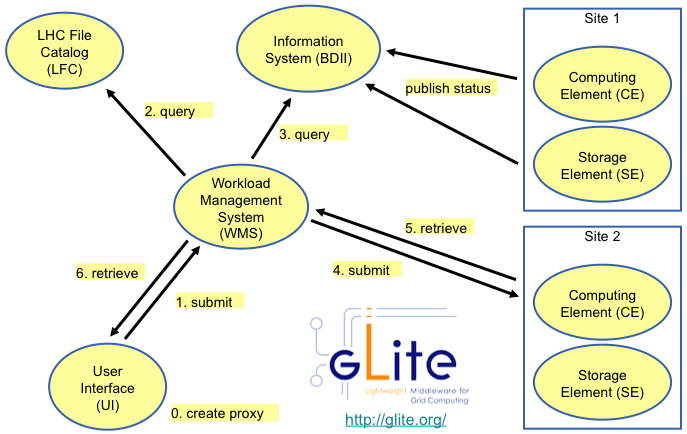 LHC File
Catalog
(LFC)
Information
System (BDII)
Site 1
Computing
Element (CE)
publish status
2. query
3. query
Storage
Element (SE)
Workload
Management
System
(WMS)
5. retrieve
Site 2
6. retrieve
4. submit
1. submit
Computing
Element (CE)
gLite
Lightweight Middleware for
Grid Computing
User
Interface
(UI)
Storage
Element (SE)
0. create proxy
http://glite.org/